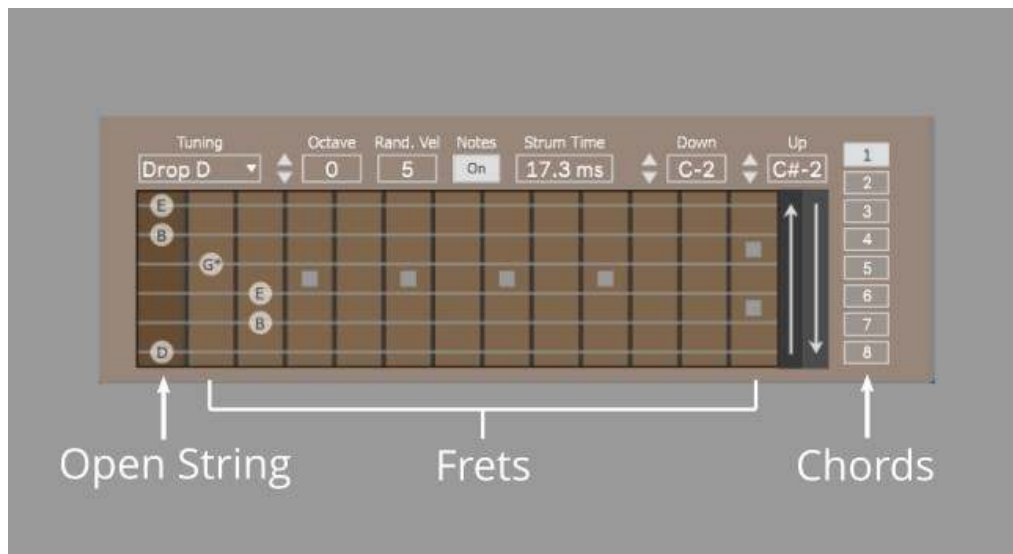 Tuning Octave Rand. Vel Notes Strum Time Down Up
Drop D 0 5 On 17.3 ms C-2 C#-2
1
2
3
4
5
6
7
8
E
B
G*
E
B
D
Open String Frets Chords